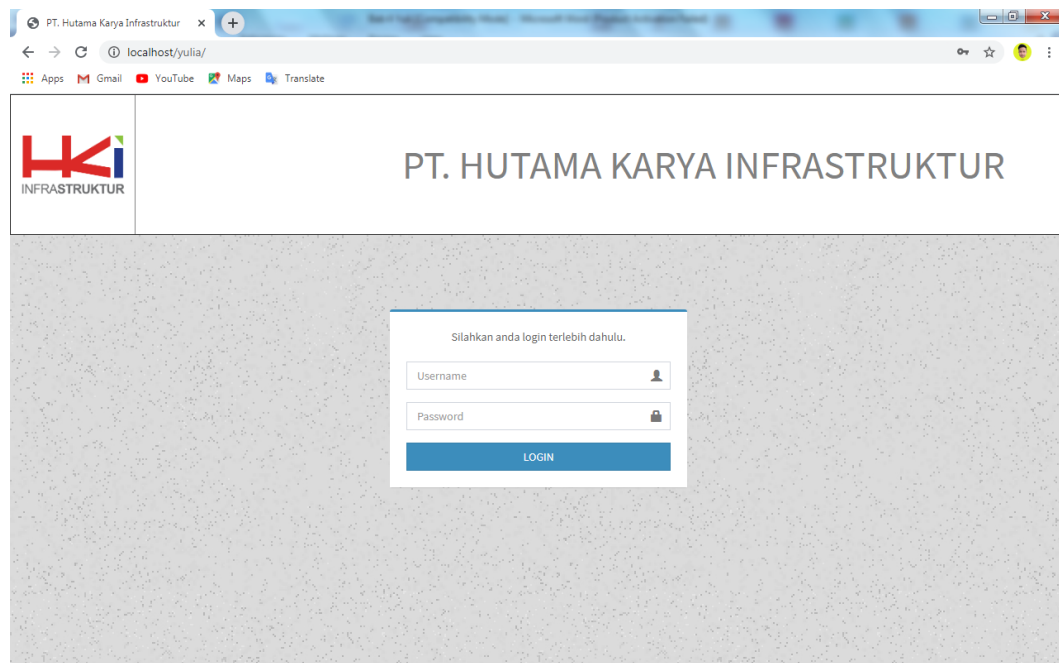 PT. Hutama Karya Infrastruktur
localhost/yulia/
Apps Gmail YouTube Maps Translate
HKi
INFRASTRUKTUR
PT. HUTAMA KARYA INFRASTRUKTUR
Silahkan anda login terlebih dahulu.
Username
Password
LOGIN